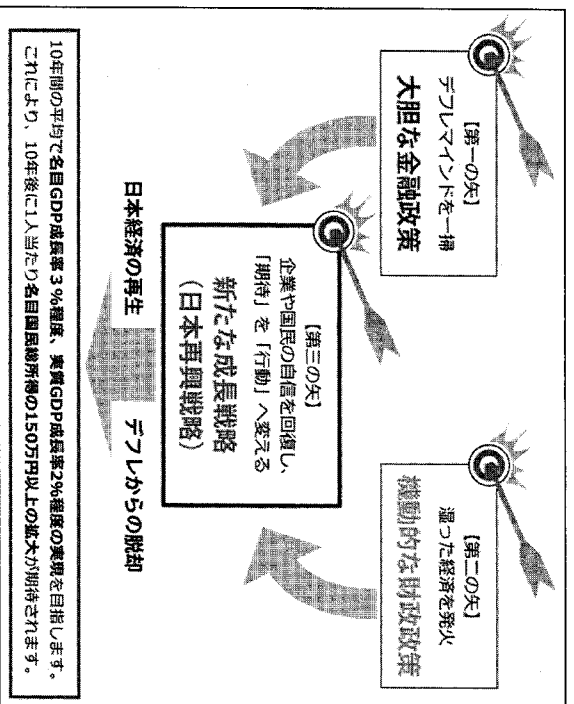 【第一の矢】
デフレマインドを一掃
大胆な金融政策
【第二の矢】
湿った経済を発火
機動的な財政政策
【第三の矢】
企業や国民の自信を回復し、
「期待」を「行動」へ変える
新たな成長戦略
(日本再興戦略)
日本経済の再生
デフレからの脱却
10年間の平均で名目GDP成長率3%程度、実質GDP成長率2%程度の実現を目指します。
これにより、10年後に1人当たり名目国民総所得の150万円以上の拡大が期待されます。